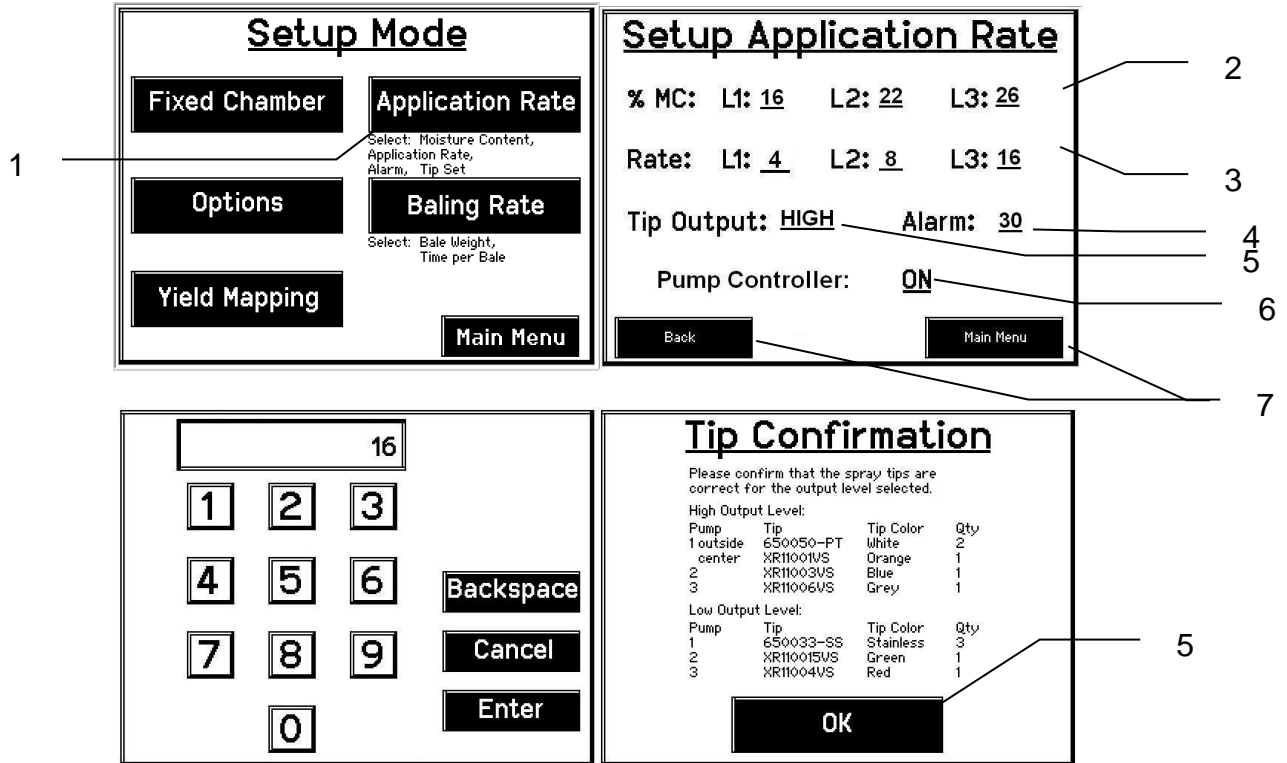 Setup Mode
Fixed Chamber
Application Rate
Select: Moisture Content,
Application Rate,
Alarm, Tip Set
1
Options
Baling Rate
Select: Bale Weight,
Time per Bale
Yield Mapping
Main Menu
Setup Application Rate
% MC: L1: 16 L2: 22 L3: 26
2
Rate: L1: 4 L2: 8 L3: 16
3
Tip Output: HIGH Alarm: 30
4
5
Pump Controller: ON
6
Back Main Menu
7
16
1 2 3
4 5 6
Backspace
7 8 9
Cancel
Enter
0
Tip Confirmation
Please confirm that the spray tips are
correct for the output level selected.
High Output Level:
Pump Tip Tip Color Qty
1 outside 650050-PT White 2
center XR11001VS Orange 1
2 XR11003VS Blue 1
3 XR11006VS Grey 1
Low Output Level:
Pump Tip Tip Color Qty
1 650033-SS Stainless 3
2 XR110015VS Green 1
3 XR11004VS Red 1
5
OK